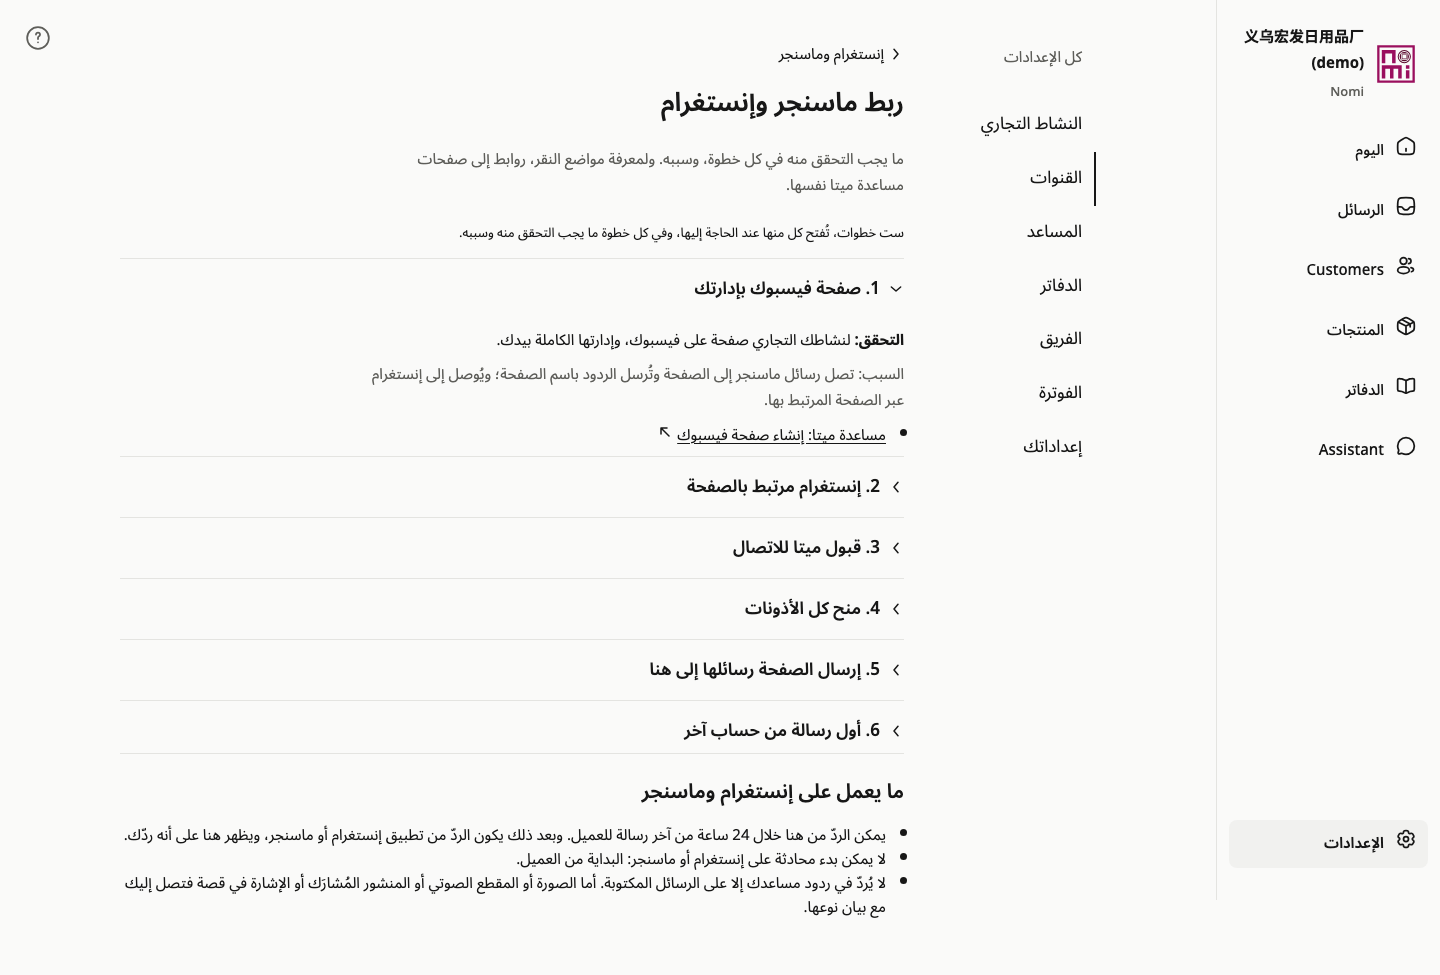 义乌宏发日用品厂
(demo)
Nomi
اليوم
الرسائل
Customers
المنتجات
الدفاتر
Assistant
الإعدادات
كل الإعدادات
النشاط التجاري
القنوات
المساعد
الدفاتر
الفريق
الفوترة
إعداداتك
إنستغرام وماسنجر
ربط ماسنجر وإنستغرام
ما يجب التحقق منه في كل خطوة، وسببه. ولمعرفة مواضع النقر، روابط إلى صفحات
مساعدة ميتا نفسها.
ست خطوات، تُفتح كل منها عند الحاجة إليها، وفي كل خطوة ما يجب التحقق منه وسببه.
1. صفحة فيسبوك بإدارتك
التحقق: لنشاطك التجاري صفحة على فيسبوك، وإدارتها الكاملة بيدك.
السبب: تصل رسائل ماسنجر إلى الصفحة وتُرسل الردود باسم الصفحة؛ ويُوصل إلى إنستغرام
عبر الصفحة المرتبط بها.
مساعدة ميتا: إنشاء صفحة فيسبوك
2. إنستغرام مرتبط بالصفحة
3. قبول ميتا للاتصال
4. منح كل الأذونات
5. إرسال الصفحة رسائلها إلى هنا
6. أول رسالة من حساب آخر
ما يعمل على إنستغرام وماسنجر
يمكن الردّ من هنا خلال 24 ساعة من آخر رسالة للعميل. وبعد ذلك يكون الردّ من تطبيق إنستغرام أو ماسنجر، ويظهر هنا على أنه ردّك.
لا يمكن بدء محادثة على إنستغرام أو ماسنجر: البداية من العميل.
لا يُردّ في ردود مساعدك إلا على الرسائل المكتوبة. أما الصورة أو المقطع الصوتي أو المنشور المُشارَك أو الإشارة في قصة فتصل إليك
مع بيان نوعها.